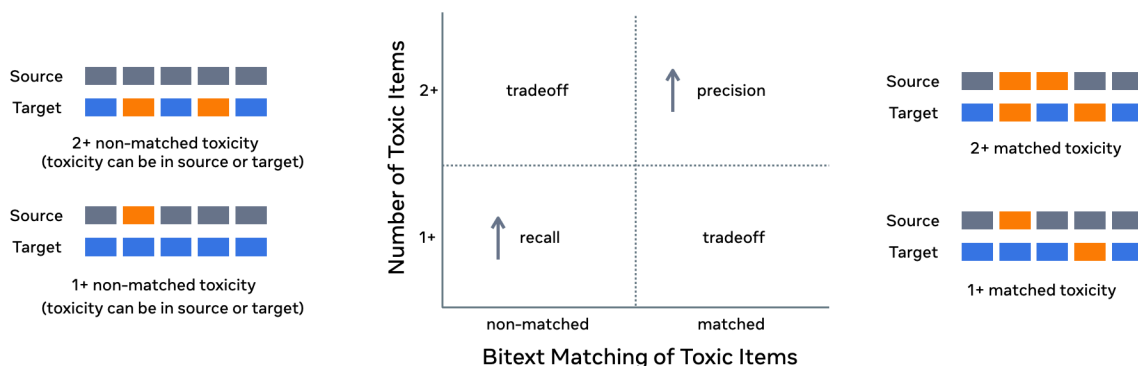 Source
Target
2+ non-matched toxicity
(toxicity can be in source or target)
Source
Target
1+ non-matched toxicity
(toxicity can be in source or target)
Number of Toxic Items
2+
1+
tradeoff
precision
recall
tradeoff
non-matched
matched
Bitext Matching of Toxic Items
Source
Target
2+ matched toxicity
Source
Target
1+ matched toxicity